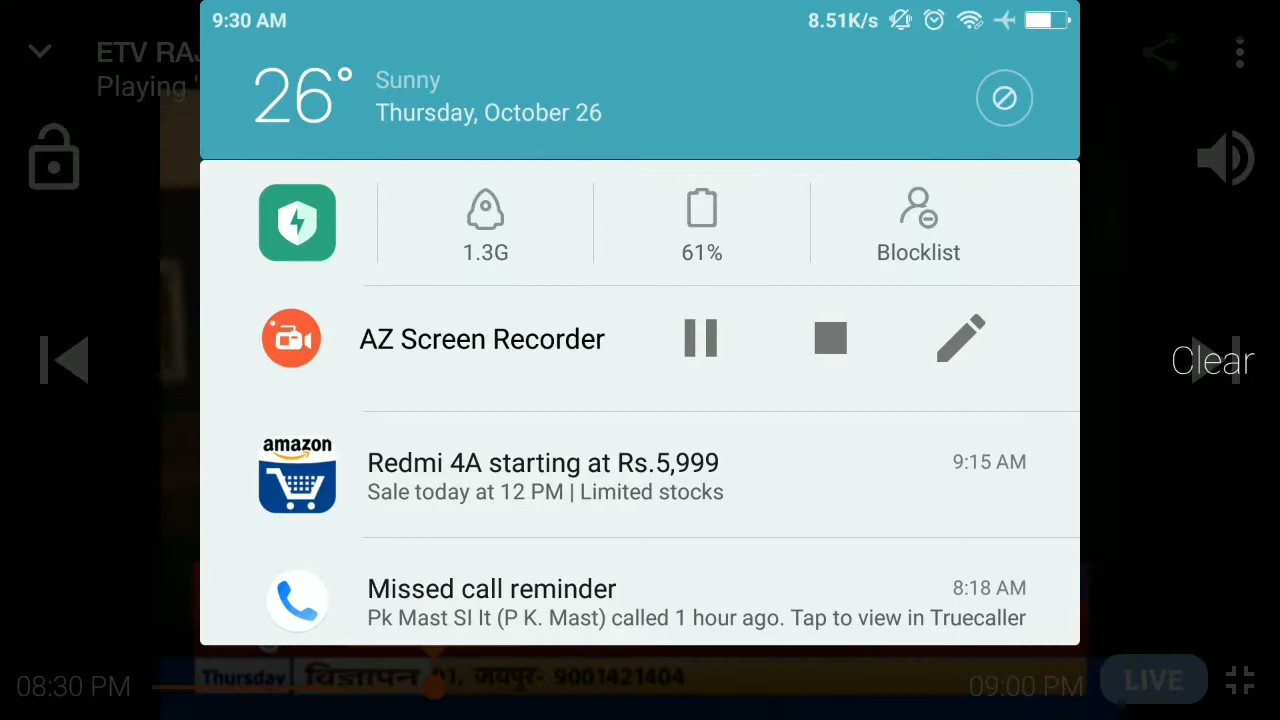 9:30 AM
8.51K/s
ETV RAJ
Playing '
26°
Sunny
Thursday, October 26
1.3G
61%
Blocklist
AZ Screen Recorder
Clear
amazon
Redmi 4A starting at Rs.5,999
9:15 AM
Sale today at 12 PM | Limited stocks
Missed call reminder
8:18 AM
Pk Mast SI It (P K. Mast) called 1 hour ago. Tap to view in Truecaller
Thursday विज्ञापन 01, जयपुर- 9001421404
08:30 PM
09:00 PM
LIVE